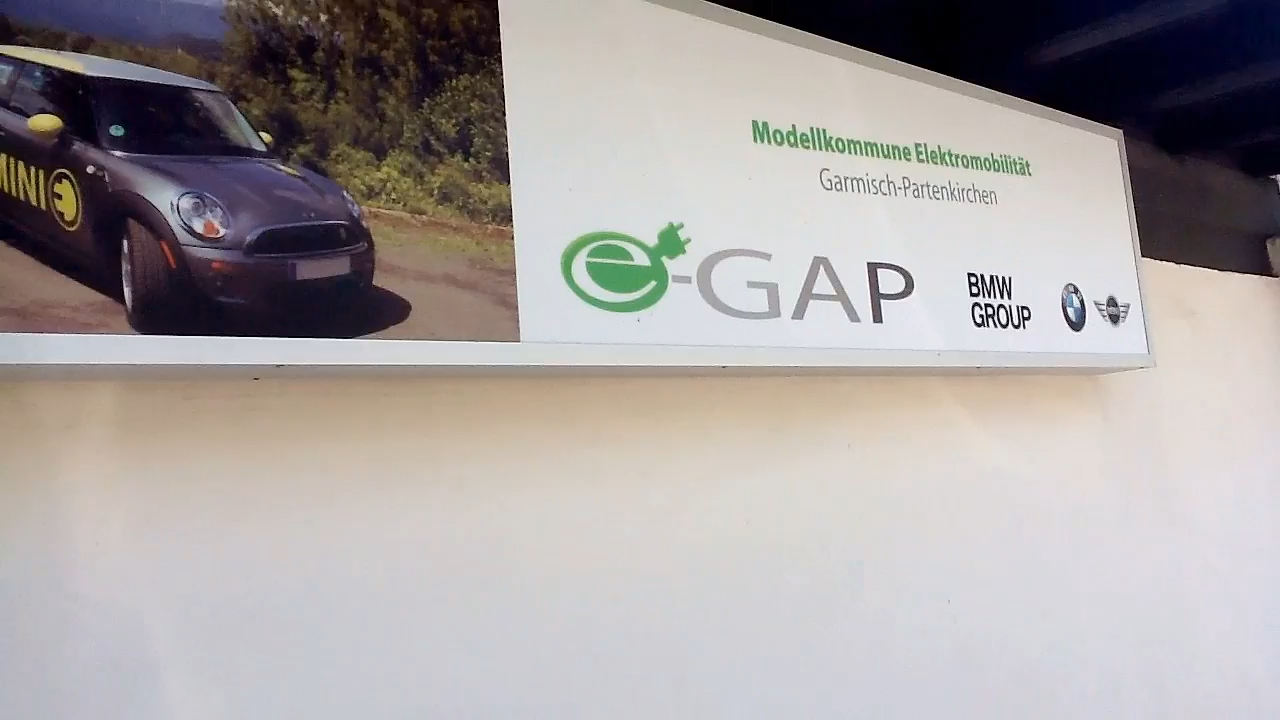 MINI
Modellkommune Elektromobilität
Garmisch-Partenkirchen
e-GAP
BMW
GROUP